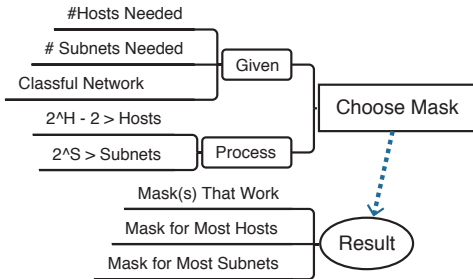 #Hosts Needed
# Subnets Needed
Given
Classful Network
2^H - 2 > Hosts
Choose Mask
2^S > Subnets
Process
Mask(s) That Work
Mask for Most Hosts
Result
Mask for Most Subnets